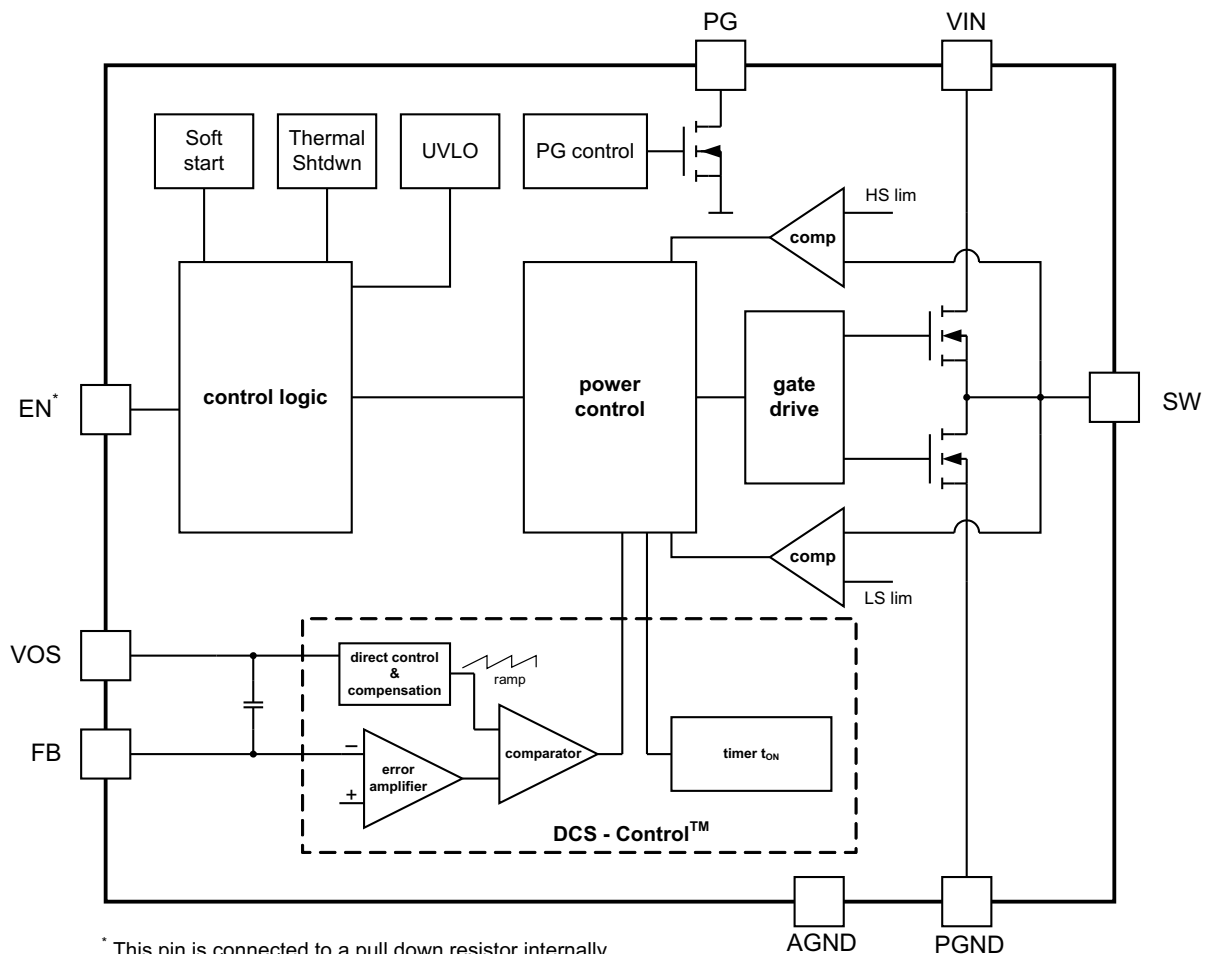 PG
VIN
Soft
start
Thermal
Shtdwn
UVLO
PG control
HS lim
comp
control logic
power
control
gate
drive
EN*
SW
comp
LS lim
VOS
direct control
&
compensation
ramp
FB
−
+
error
amplifier
comparator
timer tON
DCS - Control™
AGND
PGND
* This pin is connected to a pull down resistor internally